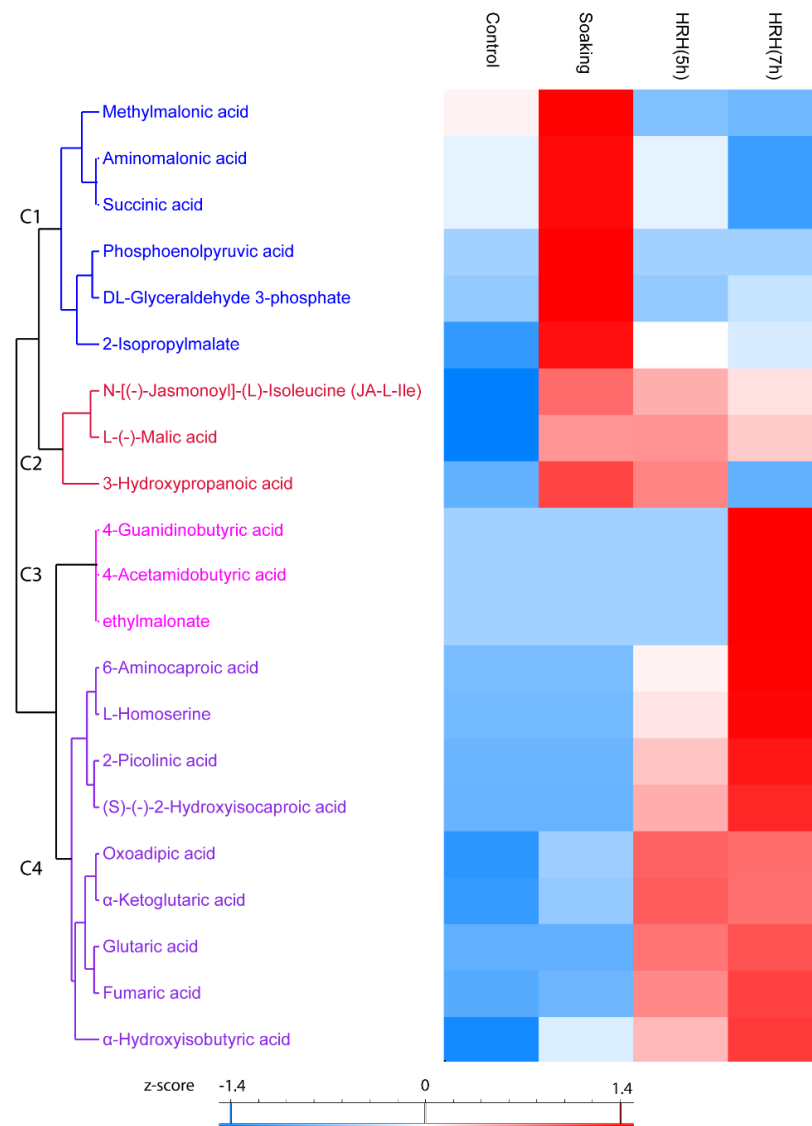 Control
Soaking
HRH(5h)
HRH(7h)
Methylmalonic acid
Aminomalonic acid
Succinic acid
C1
Phosphoenolpyruvic acid
DL-Glyceraldehyde 3-phosphate
2-Isopropylmalate
N-[(-)-Jasmonoyl]-(L)-Isoleucine (JA-L-Ile)
L-(-)-Malic acid
C2
3-Hydroxypropanoic acid
4-Guanidinobutyric acid
C3
4-Acetamidobutyric acid
ethylmalonate
6-Aminocaproic acid
L-Homoserine
2-Picolinic acid
(S)-(-)-2-Hydroxyisocaproic acid
Oxoadipic acid
C4
α-Ketoglutaric acid
Glutaric acid
Fumaric acid
α-Hydroxyisobutyric acid
z-score -1.4 0 1.4